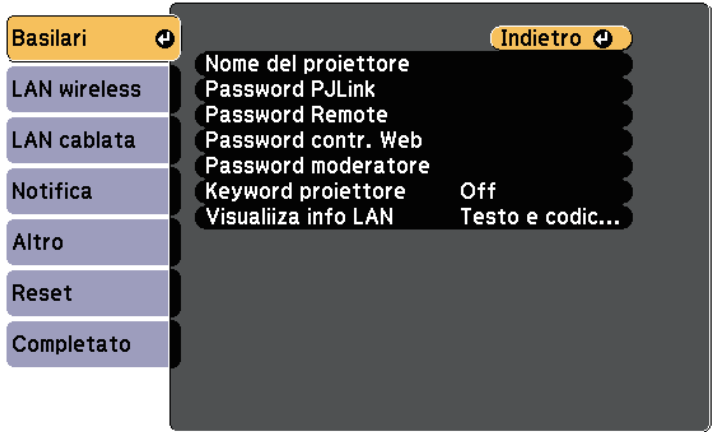 Basilari
Indietro
Nome del proiettore
LAN wireless
Password PJLink
Password Remote
LAN cablata
Password contr. Web
Password moderatore
Notifica
Keyword proiettore Off
Visualiiza info LAN Testo e codic...
Altro
Reset
Completato